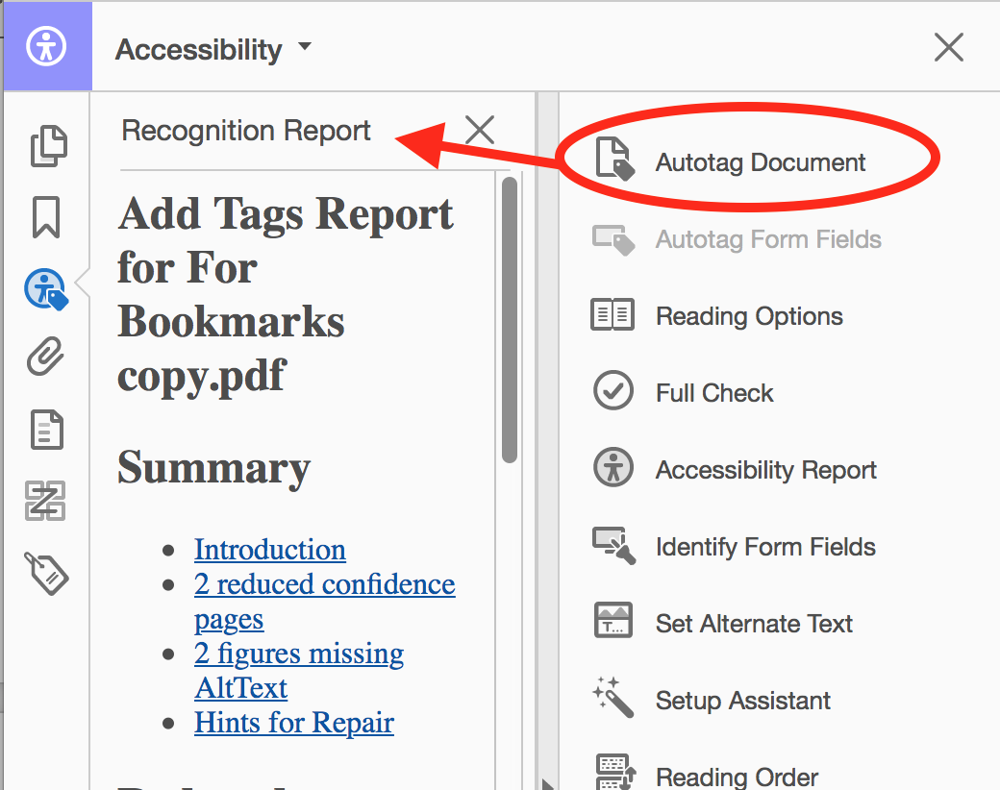 Accessibility
Recognition Report
Add Tags Report
for For
Bookmarks
copy.pdf
Summary
Introduction
2 reduced confidence
pages
2 figures missing
AltText
Hints for Repair
Autotag Document
Autotag Form Fields
Reading Options
Full Check
Accessibility Report
Identify Form Fields
Set Alternate Text
T...
Setup Assistant
Reading Order